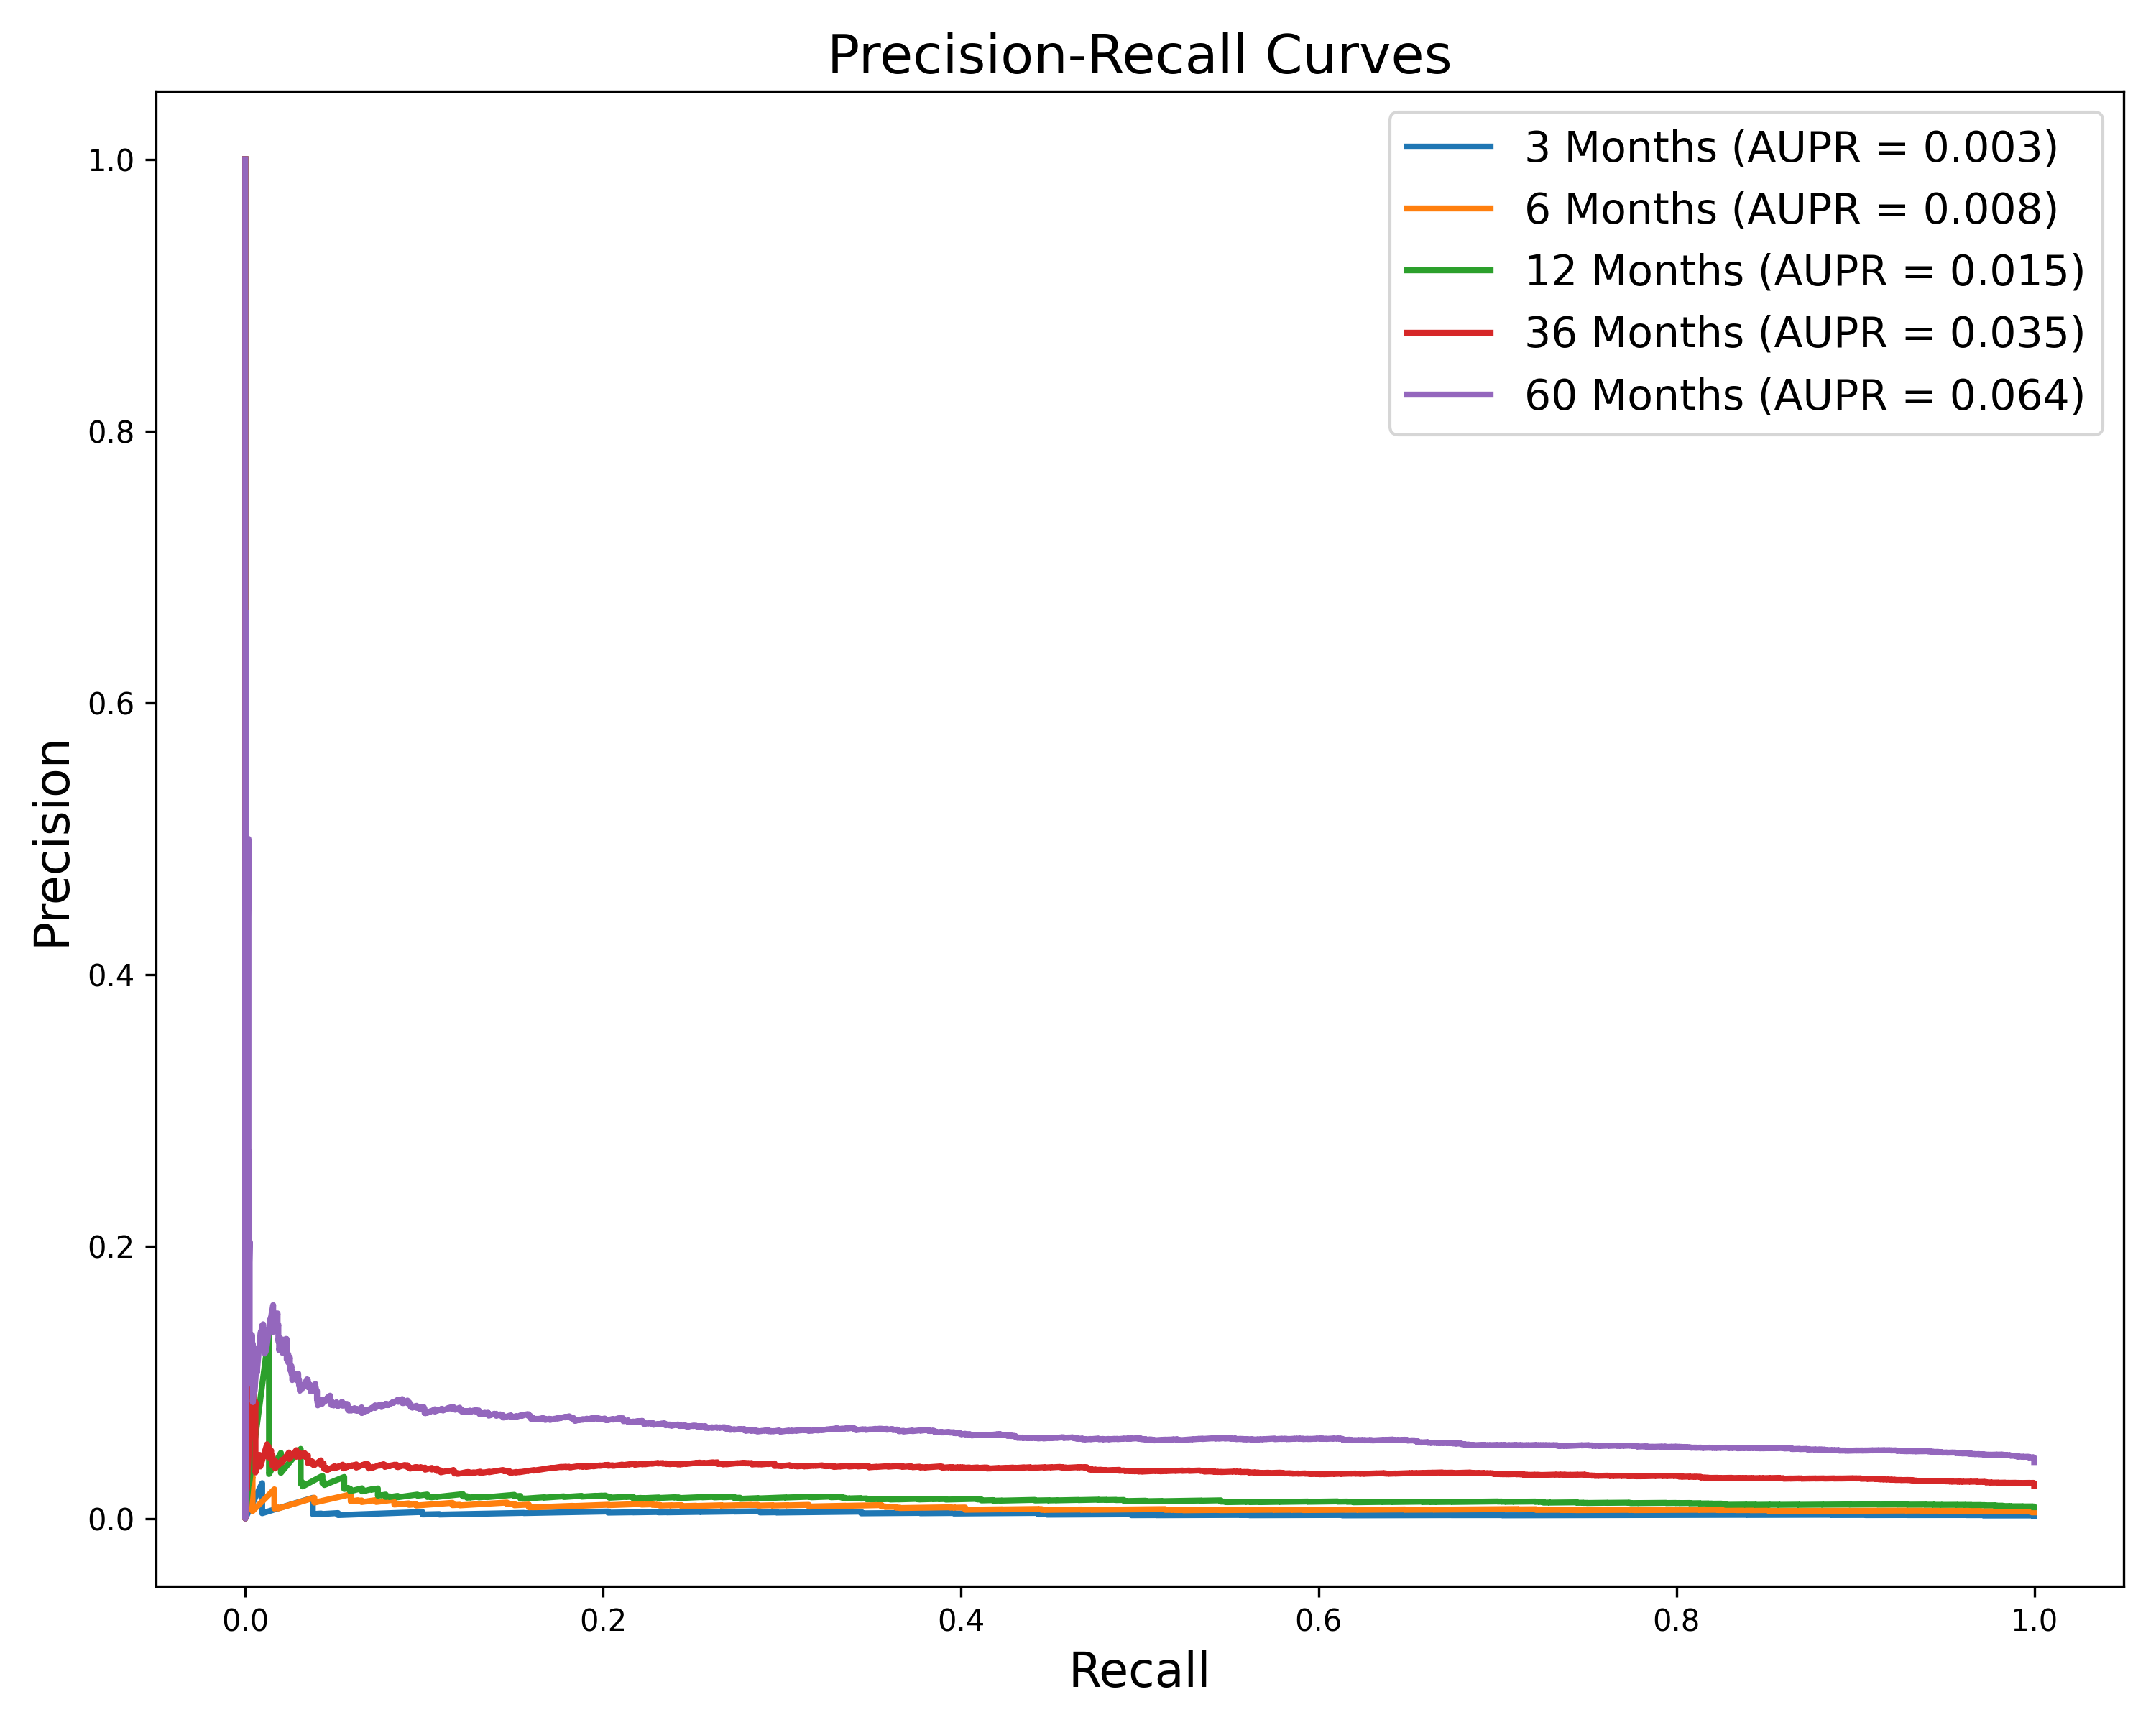 Precision-Recall Curves
3 Months (AUPR = 0.003)
6 Months (AUPR = 0.008)
12 Months (AUPR = 0.015)
36 Months (AUPR = 0.035)
60 Months (AUPR = 0.064)
Precision
1.0
0.8
0.6
0.4
0.2
0.0
0.0 0.2 0.4 0.6 0.8 1.0
Recall